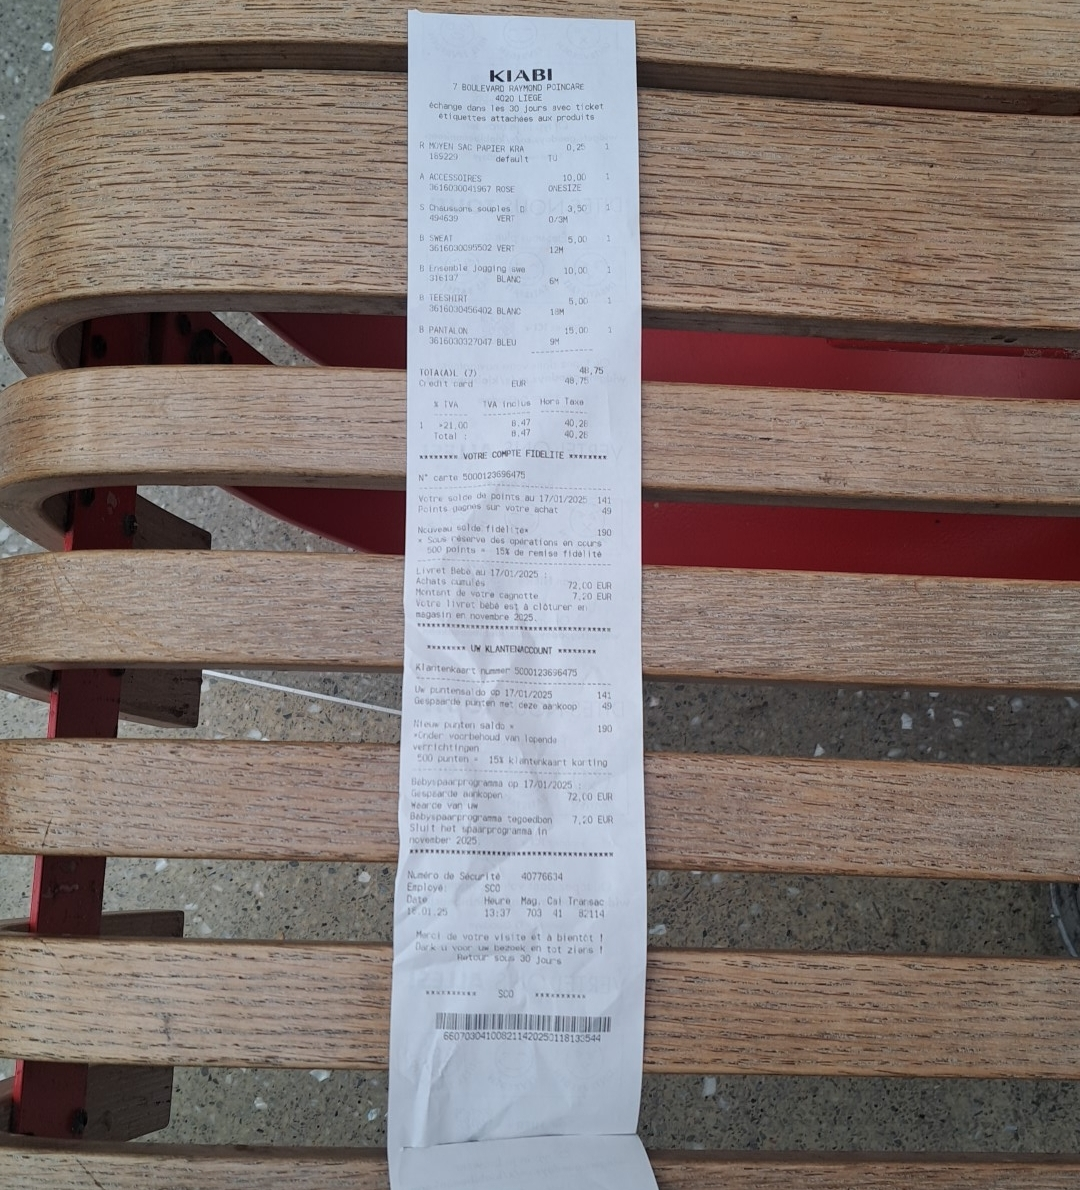 KIABI
7 BOULEVARD RAYMOND POINCARE
4020 LIEGE
échange dans les 30 jours avec ticket
étiquettes attachées aux produits
R MOYEN SAC PAPIER KRA 0,25 1
185229 default TU
A ACCESSOIRES 10,00 1
3616030041967 ROSE ONESIZE
S Chaussons souples D 3,50 1
494639 VERT 0/3M
B SWEAT 5,00 1
3616030095502 VERT 12M
B Ensemble jogging swe 10,00 1
316137 BLANC 6M
B TEESHIRT 5,00 1
3616030456402 BLANC 18M
B PANTALON 15,00 1
3616030327047 BLEU 9M
------------
TOTA(A)L (7) 48,75
Credit card EUR 48,75
% TVA TVA Inclue Hors Taxe
1 *21,00 8,47 40,28
Total : 8,47 40,28
******** VOTRE COMPTE FIDELITE ********
N° carte 5000123696475
Votre solde de points au 17/01/2025 141
Points gagnés sur votre achat 49
Nouveau solde fidélité* 190
* Sous réserve des opérations en cours
500 points = 15% de remise fidélité
Livret Bébé au 17/01/2025 :
Achats cumulés 72,00 EUR
Montant de votre cagnotte 7,20 EUR
Votre livret bébé est à clôturer en
magasin en novembre 2025.
******** UW KLANTENACCOUNT ********
Klantenkaart nummer 5000123696475
Uw puntensaldo op 17/01/2025 141
Gespaarde punten met deze aankoop 49
Nieuw punten saldo * 190
*Onder voorbehoud van lopende
verrichtingen
500 punten = 15% klantenkaart korting
Babyspaarprogramma op 17/01/2025 :
Gespaarde aankopen 72,00 EUR
Waarde van uw
Babyspaarprogramma tegoedbon 7,20 EUR
Sluit het spaarprogramma in
november 2025.
Numéro de Sécurité 40776634
Employé: SCO
Date Heure Mag. Csi Transac
18.01.25 13:37 703 41 82114
Merci de votre visite et à bientôt !
Dank u voor uw bezoek en tot ziens !
Retour sous 30 Jours
********** SCO **********